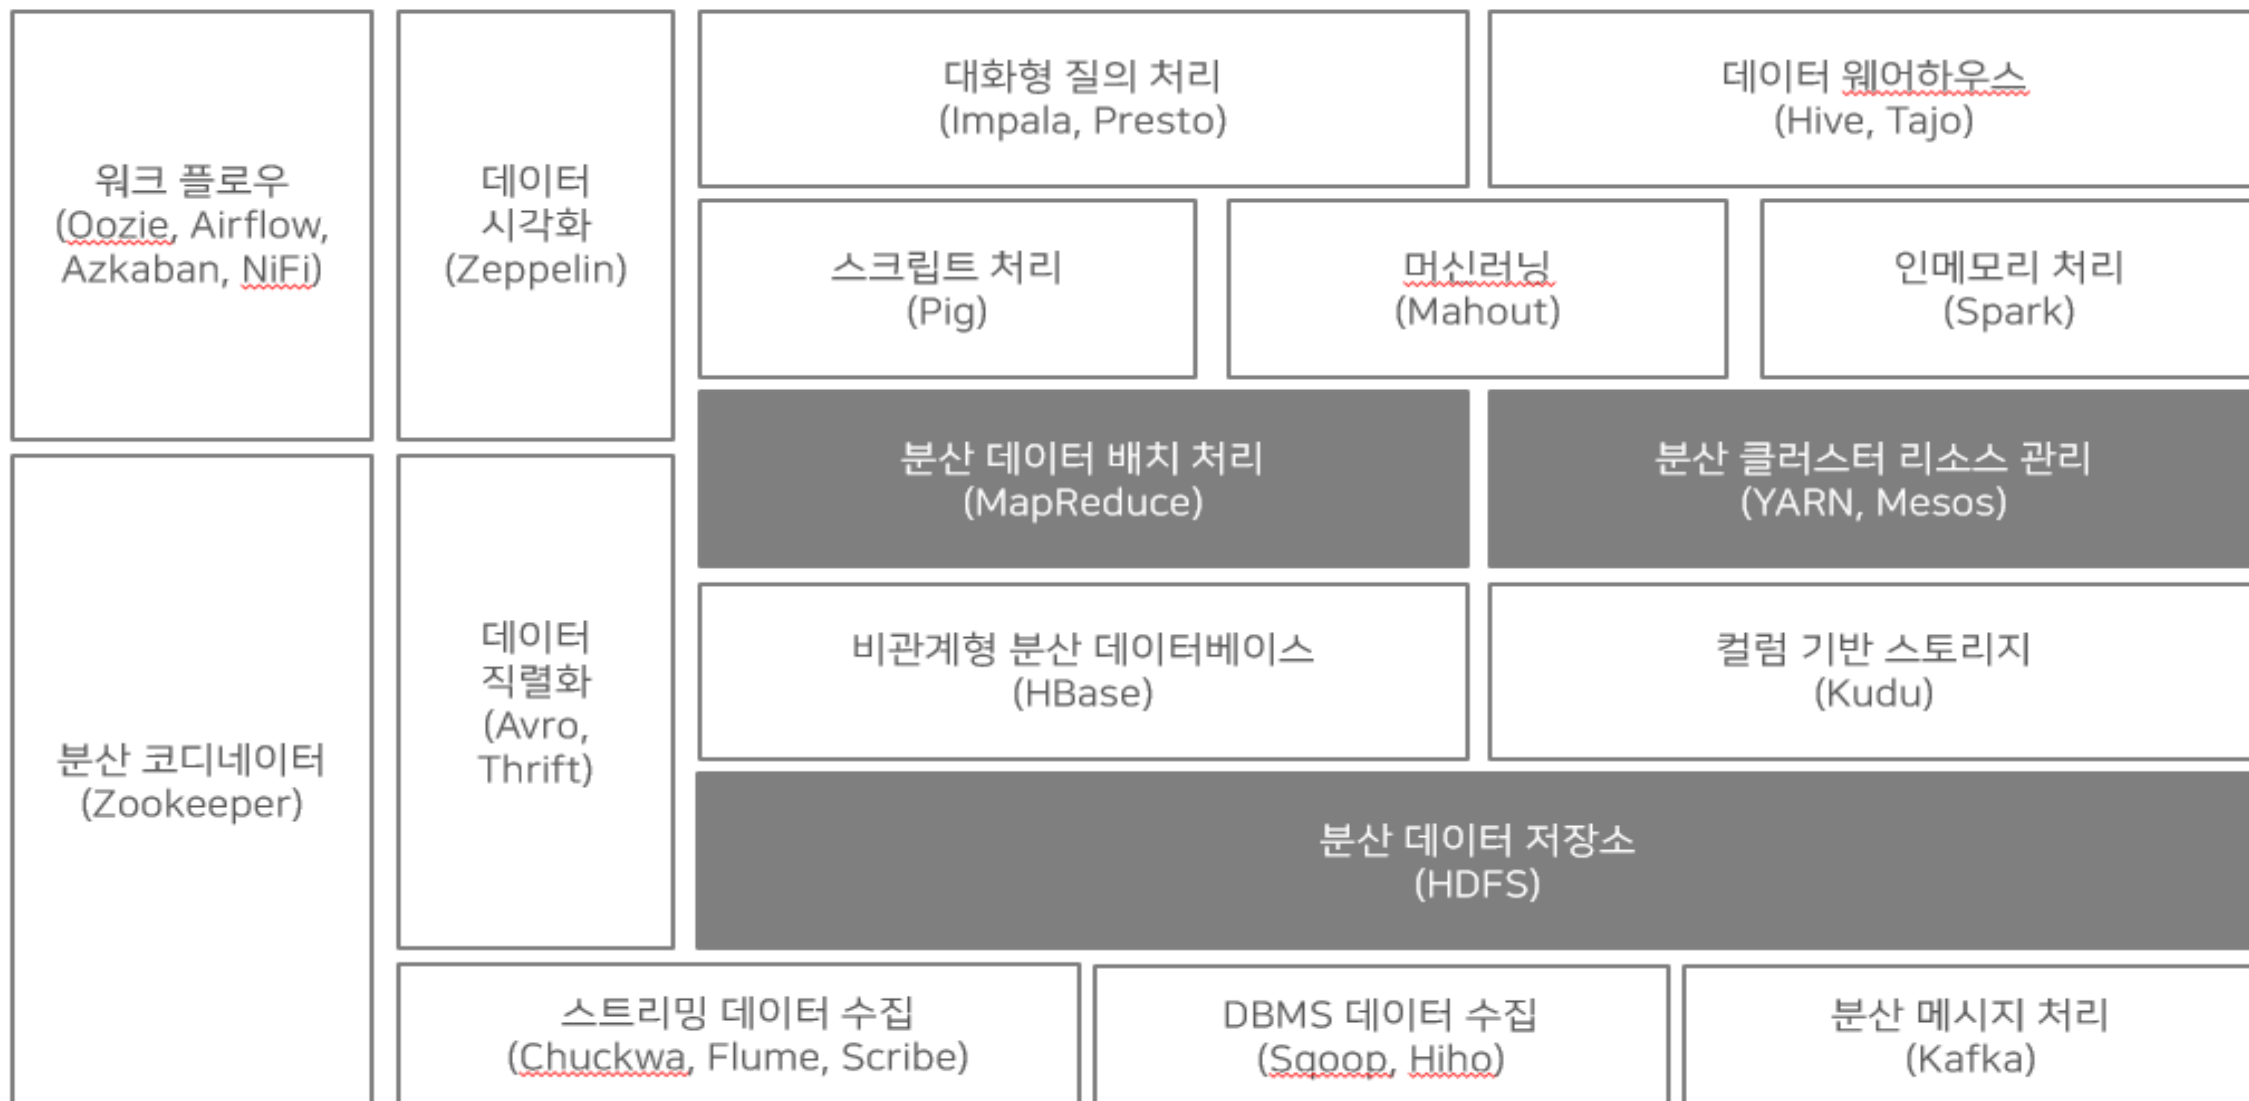 워크 플로우
(Oozie, Airflow,
Azkaban, NiFi)
데이터
시각화
(Zeppelin)
대화형 질의 처리
(Impala, Presto)
데이터 웨어하우스
(Hive, Tajo)
스크립트 처리
(Pig)
머신러닝
(Mahout)
인메모리 처리
(Spark)
분산 데이터 배치 처리
(MapReduce)
분산 클러스터 리소스 관리
(YARN, Mesos)
분산 코디네이터
(Zookeeper)
데이터
직렬화
(Avro,
Thrift)
비관계형 분산 데이터베이스
(HBase)
컬럼 기반 스토리지
(Kudu)
분산 데이터 저장소
(HDFS)
스트리밍 데이터 수집
(Chuckwa, Flume, Scribe)
DBMS 데이터 수집
(Sqoop, Hiho)
분산 메시지 처리
(Kafka)